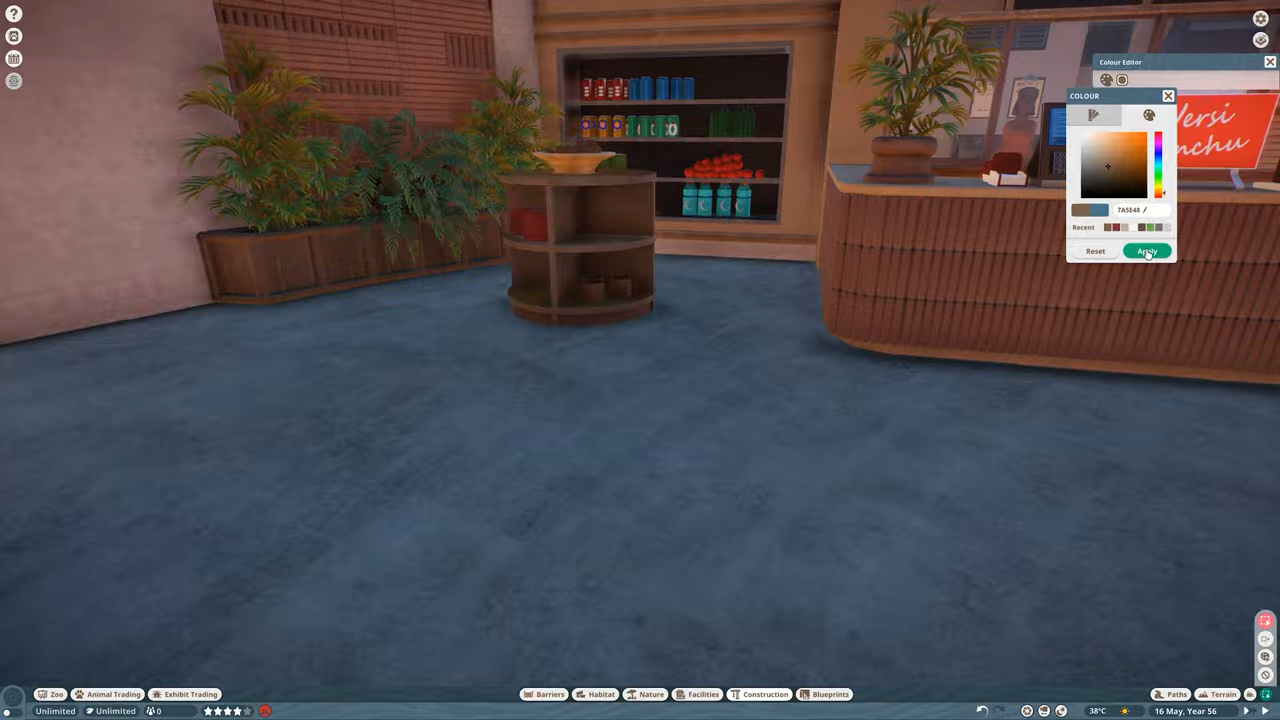 Colour Editor
COLOUR
Versi
7A5E48
Recent
Reset
Apply
Zoo
Animal Trading
Exhibit Trading
Barriers
Habitat
Nature
Facilities
Construction
Blueprints
Paths
Terrain
Unlimited
Unlimited
0
38°C
16 May, Year 56